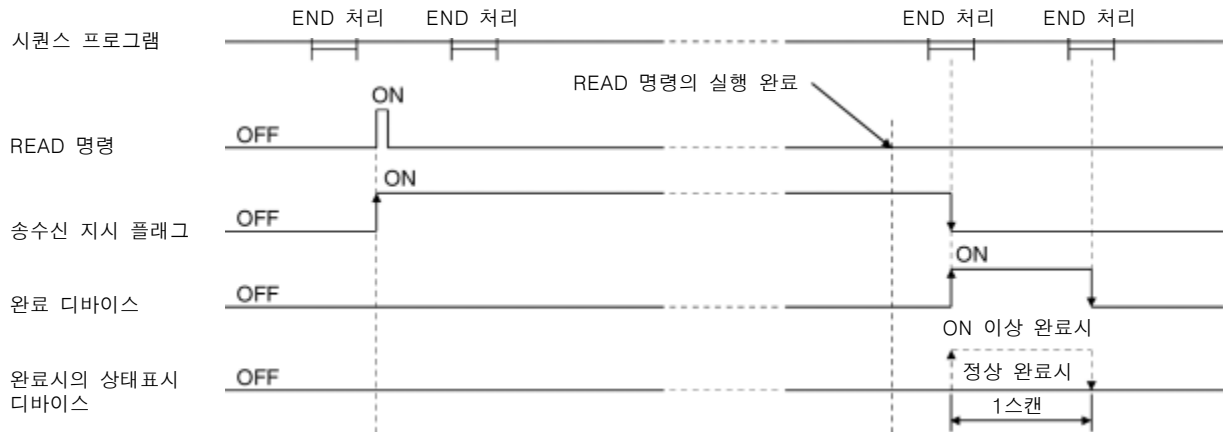 END 처리 END 처리 END 처리 END 처리
시퀀스 프로그램
READ 명령의 실행 완료
ON
OFF
READ 명령
ON
OFF
송수신 지시 플래그
ON
OFF
완료 디바이스
ON 이상 완료시
OFF
완료시의 상태표시
디바이스
정상 완료시
1스캔